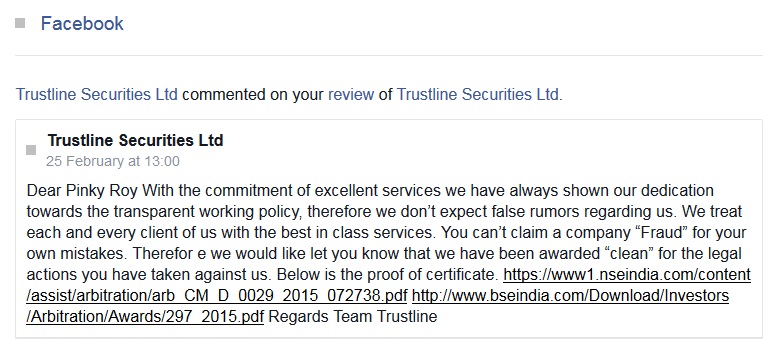 Facebook
Trustline Securities Ltd commented on your review of Trustline Securities Ltd.
Trustline Securities Ltd
25 February at 13:00
Dear Pinky Roy With the commitment of excellent services we have always shown our dedication
towards the transparent working policy, therefore we don't expect false rumors regarding us. We treat
each and every client of us with the best in class services. You can't claim a company “Fraud” for your
own mistakes. Therefor e we would like let you know that we have been awarded “clean” for the legal
actions you have taken against us. Below is the proof of certificate. https://www1.nseindia.com/content
/assist/arbitration/arb_CM_D_0029_2015_072738.pdf http://www.bseindia.com/Download/Investors
/Arbitration/Awards/297_2015.pdf Regards Team Trustline